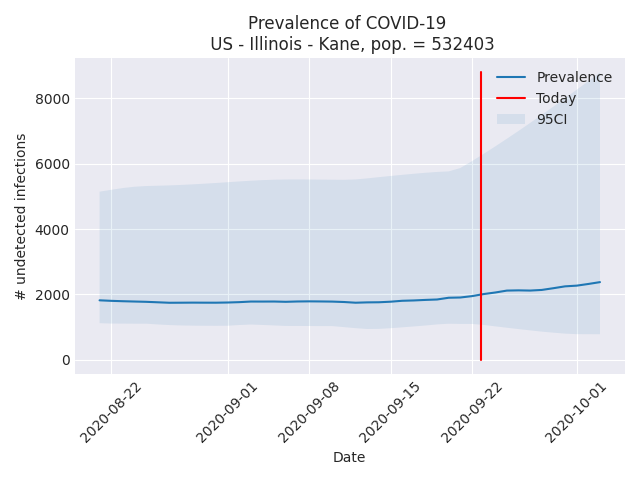 Prevalence of COVID-19
US - Illinois - Kane, pop. = 532403
Prevalence
Today
95CI
8000
6000
4000
2000
0
# undetected infections
2020-08-22
2020-09-01
2020-09-08
2020-09-15
2020-09-22
2020-10-01
Date